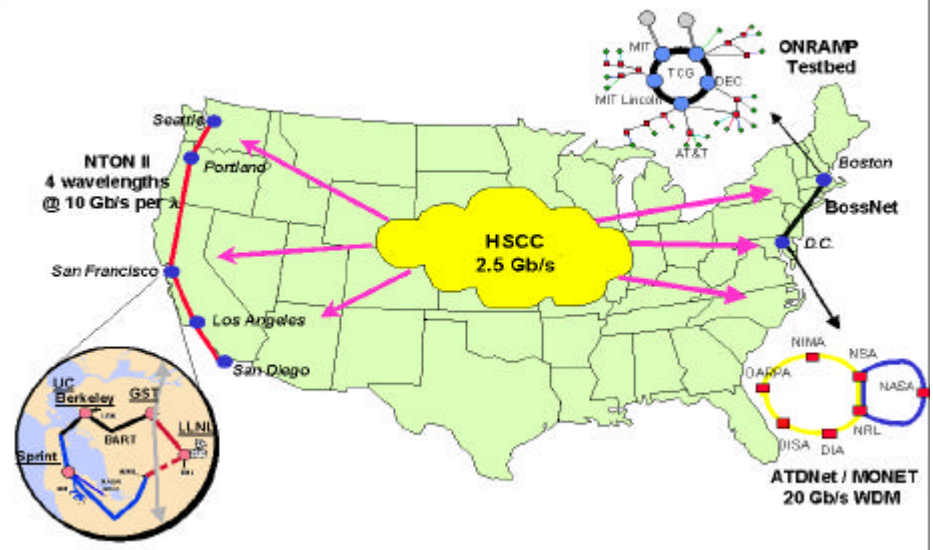 MIT
TCG
DEC
MIT Lincoln
AT&T
ONRAMP
Testbed
Seattle
NTON II
4 wavelengths
@ 10 Gb/s per λ
Portland
Boston
BossNet
HSCC
2.5 Gb/s
D.C.
San Francisco
Los Angeles
San Diego
NIMA
NSA
DARPA
NASA
DISA
DIA
NRL
ATDNet / MONET
20 Gb/s WDM
UC
Berkeley
GST
BART
LLNL
Sprint